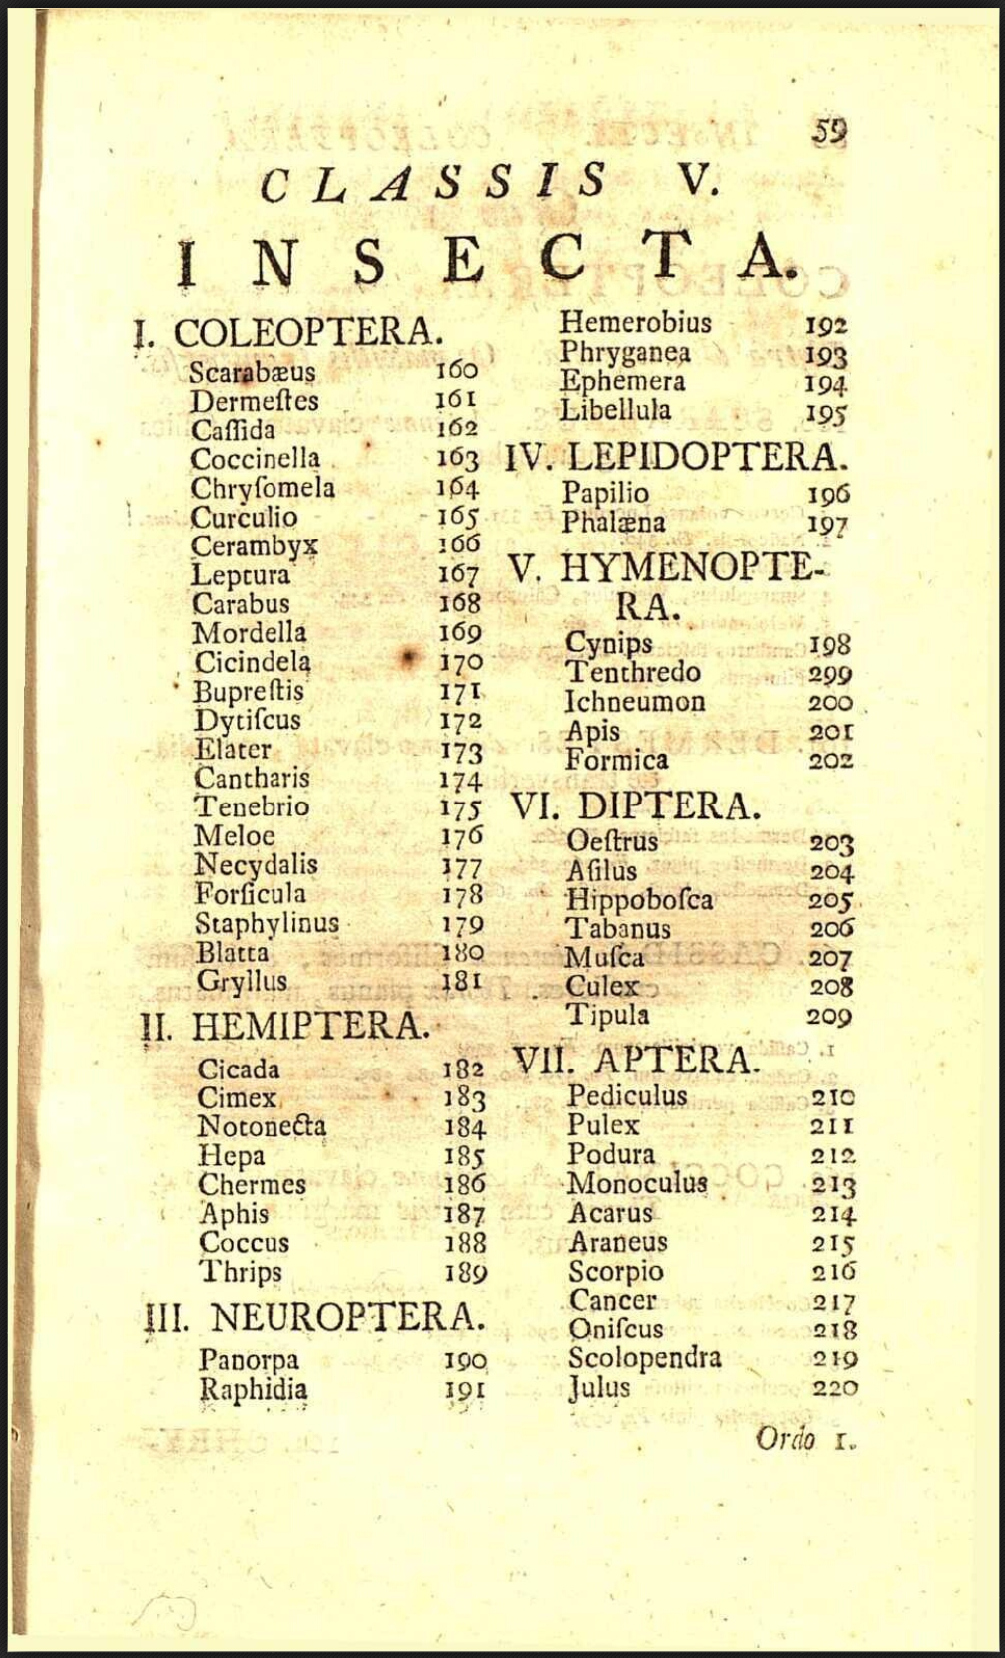 59
CLASSIS V.
INSECTA.
I. COLEOPTERA.
Scarabæus 160
Dermeſtes 161
Caſſida 162
Coccinella 163
Chryſomela 164
Curculio 165
Cerambyx 166
Leptura 167
Carabus 168
Mordella 169
Cicindela 170
Bupreſtis 171
Dytiſcus 172
Elater 173
Cantharis 174
Tenebrio 175
Meloe 176
Necydalis 177
Forficula 178
Staphylinus 179
Blatta 180
Gryllus 181
II. HEMIPTERA.
Cicada 182
Cimex 183
Notonecta 184
Hepa 185
Chermes 186
Aphis 187
Coccus 188
Thrips 189
III. NEUROPTERA.
Panorpa 190
Raphidia 191
Hemerobius 192
Phryganea 193
Ephemera 194
Libellula 195
IV. LEPIDOPTERA.
Papilio 196
Phalæna 197
V. HYMENOPTE-
RA.
Cynips 198
Tenthredo 299
Ichneumon 200
Apis 201
Formica 202
VI. DIPTERA.
Oeſtrus 203
Aſilus 204
Hippoboſca 205
Tabanus 206
Muſca 207
Culex 208
Tipula 209
VII. APTERA.
Pediculus 210
Pulex 211
Podura 212
Monoculus 213
Acarus 214
Araneus 215
Scorpio 216
Cancer 217
Oniſcus 218
Scolopendra 219
Julus 220
Ordo 1.